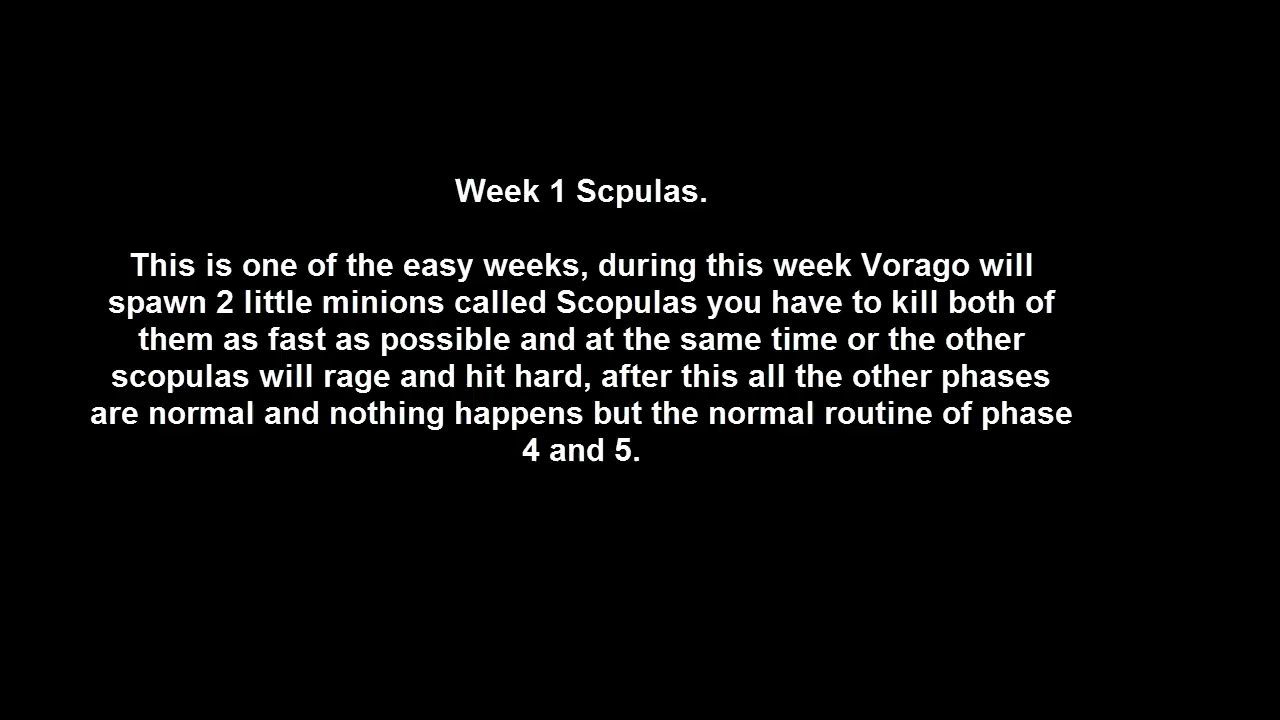 Week 1 Scpulas.
This is one of the easy weeks, during this week Vorago will
spawn 2 little minions called Scopulas you have to kill both of
them as fast as possible and at the same time or the other
scopulas will rage and hit hard, after this all the other phases
are normal and nothing happens but the normal routine of phase
4 and 5.